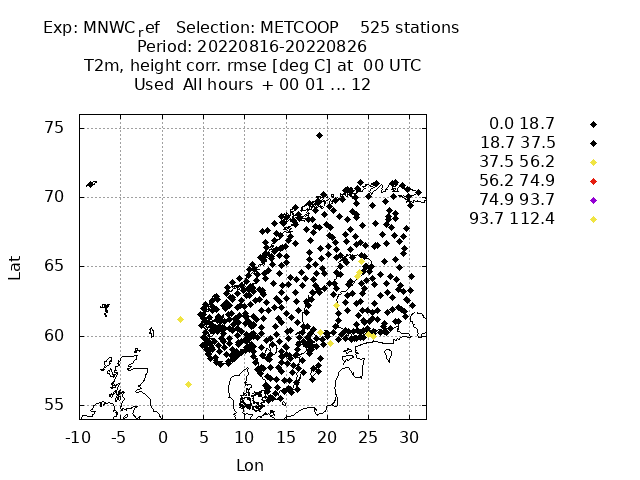 Exp: MNWCref   Selection: METCOOP    525 stations
Period: 20220816-20220826
T2m, height corr. rmse [deg C] at  00 UTC
Used  All hours  + 00 01 ... 12
0.0 18.7
18.7 37.5
37.5 56.2
56.2 74.9
74.9 93.7
93.7 112.4
75
70
65
60
55
Lat
-10 -5 0 5 10 15 20 25 30
Lon